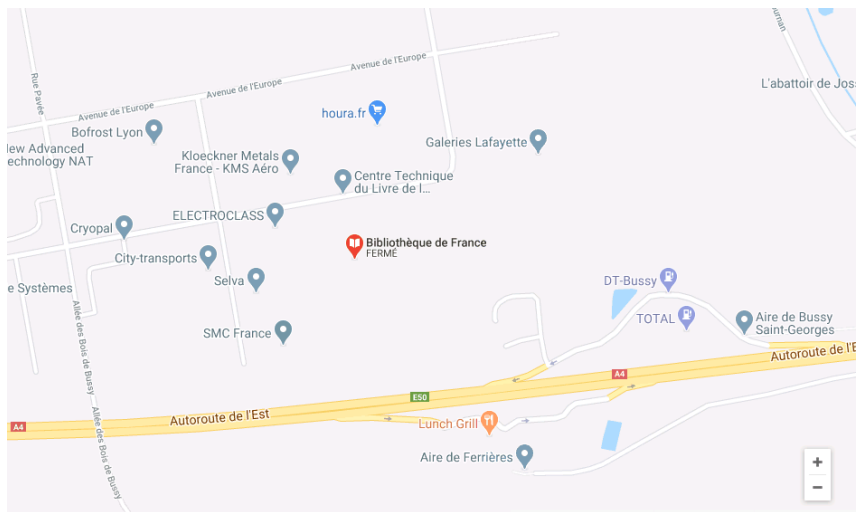 Journan
L'abattoir de Joss
Rue Pavée
Avenue de l'Europe
Avenue de l'Europe
Avenue de l'Europe
houra.fr
Bofrost Lyon
Galeries Lafayette
New Advanced
echnology NAT
Kloeckner Metals
France - KMS Aéro
Centre Technique
du Livre de l...
ELECTROCLASS
Cryopal
Bibliothèque de France
FERMÉ
City-transports
Selva
e Systèmes
DT-Bussy
TOTAL
Aire de Bussy
Saint-Georges
SMC France
Allée des Bois de Bussy
Allée des Bois de Bussy
Autoroute de l'E
A4
E50
Autoroute de l'Est
A4
Lunch Grill
Aire de Ferrières
+
−